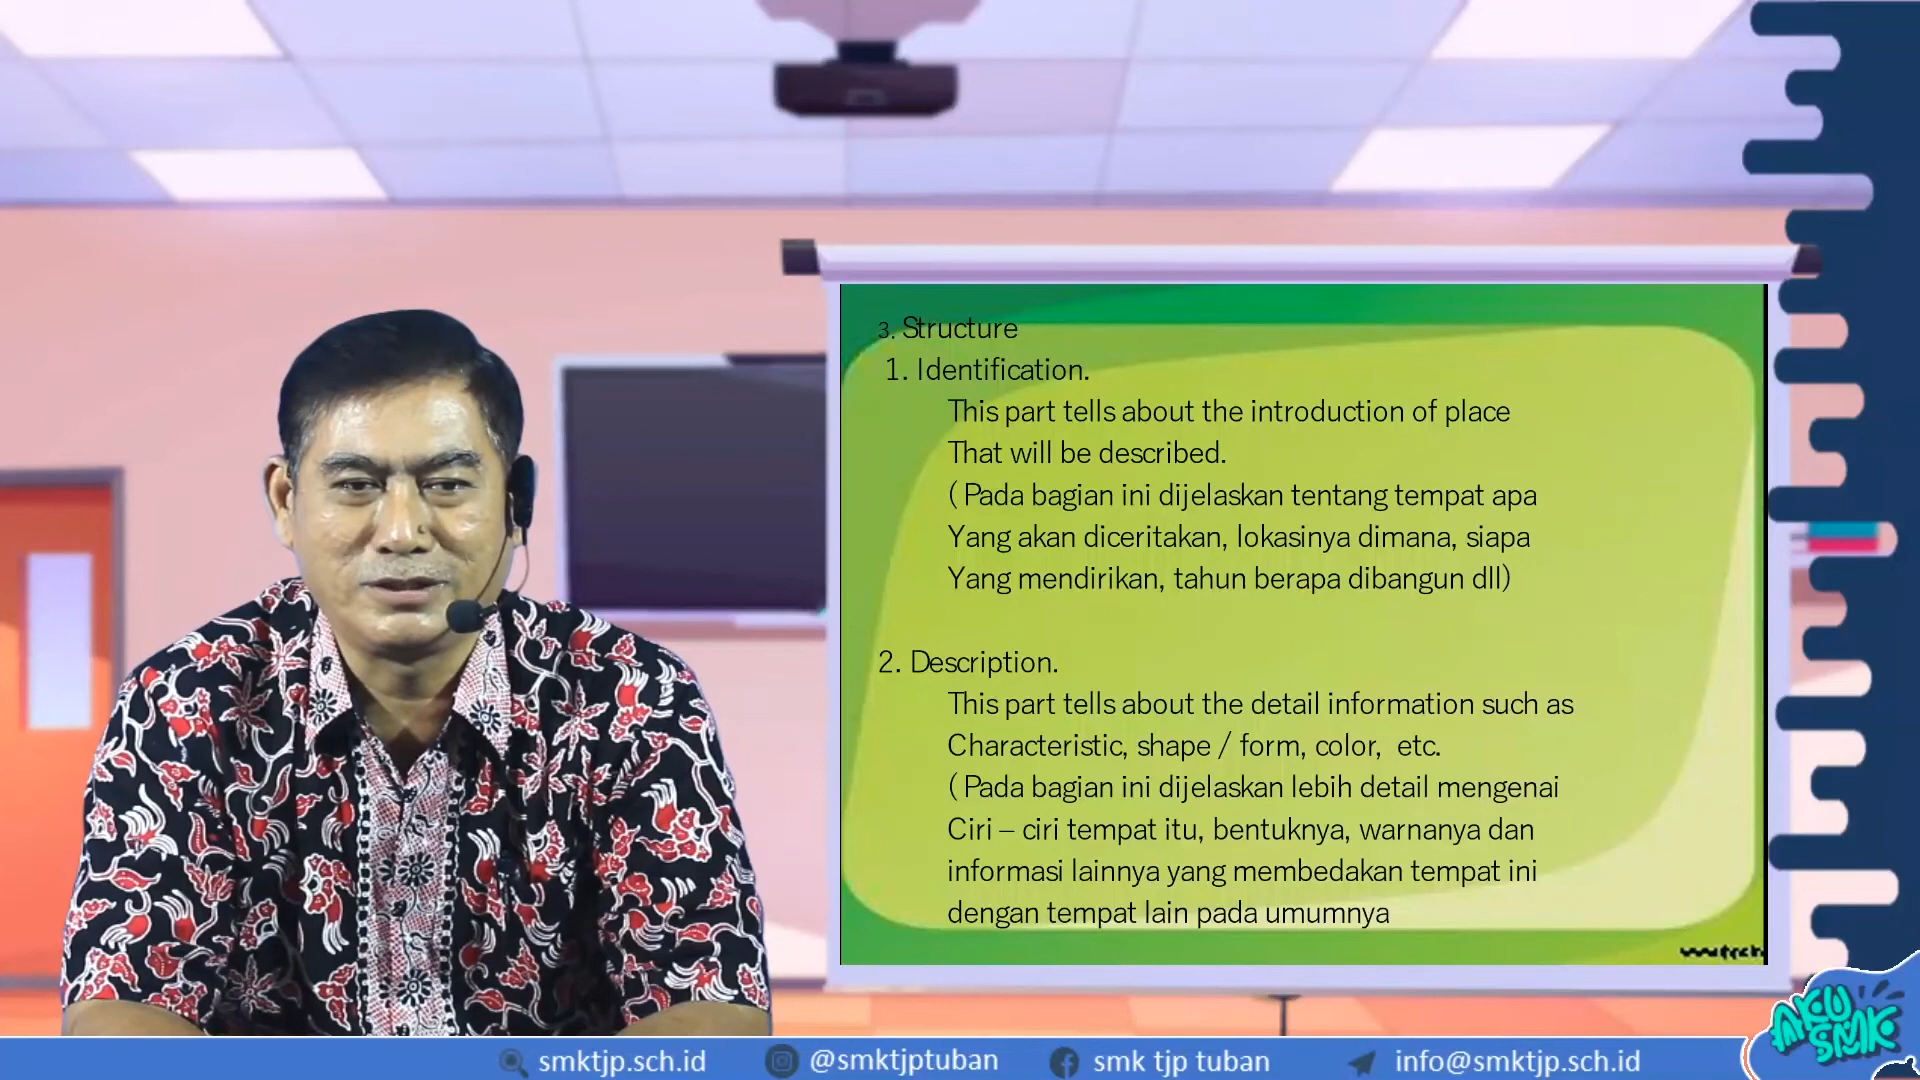 3. Structure
1. Identification.
This part tells about the introduction of place
That will be described.
( Pada bagian ini dijelaskan tentang tempat apa
Yang akan diceritakan, lokasinya dimana, siapa
Yang mendirikan, tahun berapa dibangun dll)
2. Description.
This part tells about the detail information such as
Characteristic, shape / form, color, etc.
( Pada bagian ini dijelaskan lebih detail mengenai
Ciri – ciri tempat itu, bentuknya, warnanya dan
informasi lainnya yang membedakan tempat ini
dengan tempat lain pada umumnya
AKU
SMK
smktjp.sch.id
@smktjptuban
smk tjp tuban
info@smktjp.sch.id